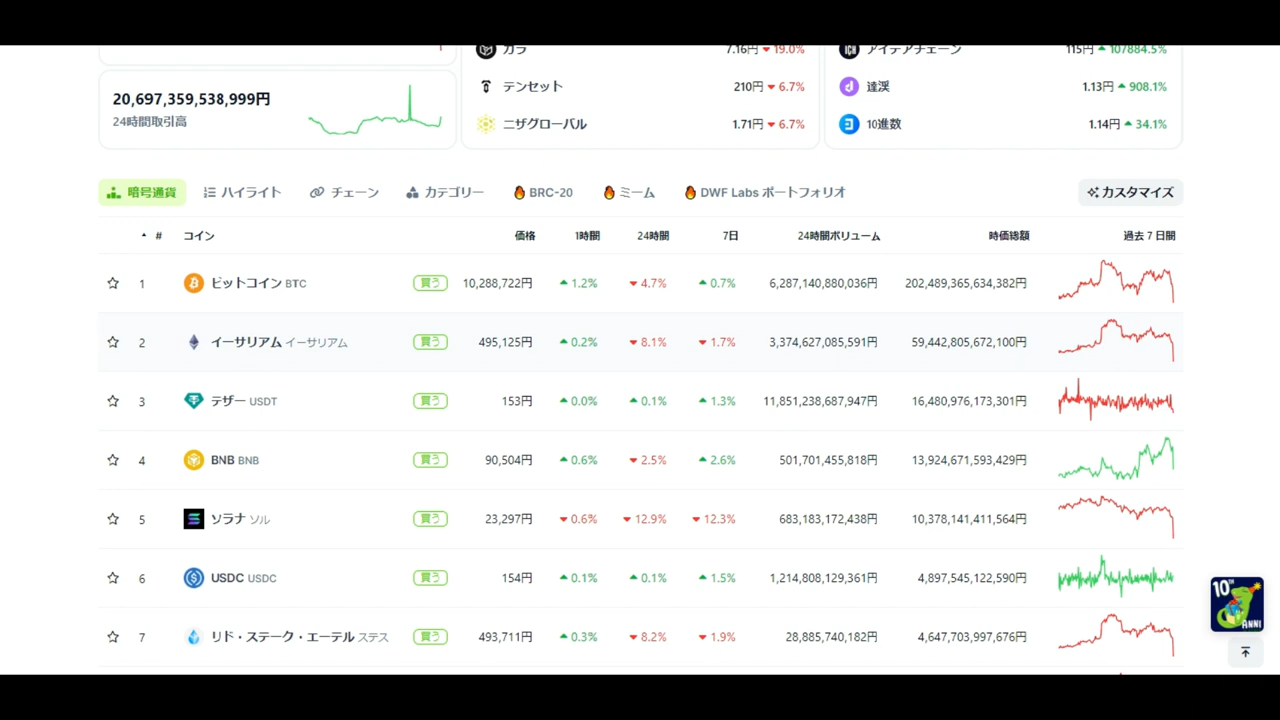 ガラ 7.16円 19.0%
アイデアチェーン 115円 107884.5%
20,697,359,538,999円
24時間取引高
テンセット 210円 6.7%
達渓 1.13円 908.1%
ニザグローバル 1.71円 6.7%
10進数 1.14円 34.1%
暗号通貨 ハイライト チェーン カテゴリー BRC-20 ミーム DWF Labs ポートフォリオ カスタマイズ
# コイン 価格 1時間 24時間 7日 24時間ボリューム 時価総額 過去 7 日間
1 ビットコイン BTC 買う 10,288,722円 1.2% 4.7% 0.7% 6,287,140,880,036円 202,489,365,634,382円
2 イーサリアム イーサリアム 買う 495,125円 0.2% 8.1% 1.7% 3,374,627,085,591円 59,442,805,672,100円
3 テザー USDT 買う 153円 0.0% 0.1% 1.3% 11,851,238,687,947円 16,480,976,173,301円
4 BNB BNB 買う 90,504円 0.6% 2.5% 2.6% 501,701,455,818円 13,924,671,593,429円
5 ソラナ ソル 買う 23,297円 0.6% 12.9% 12.3% 683,183,172,438円 10,378,141,411,564円
6 USDC USDC 買う 154円 0.1% 0.1% 1.5% 1,214,808,129,361円 4,897,545,122,590円
7 リド・ステーク・エーテル ステス 買う 493,711円 0.3% 8.2% 1.9% 28,885,740,182円 4,647,703,997,676円
10TH
ANNI